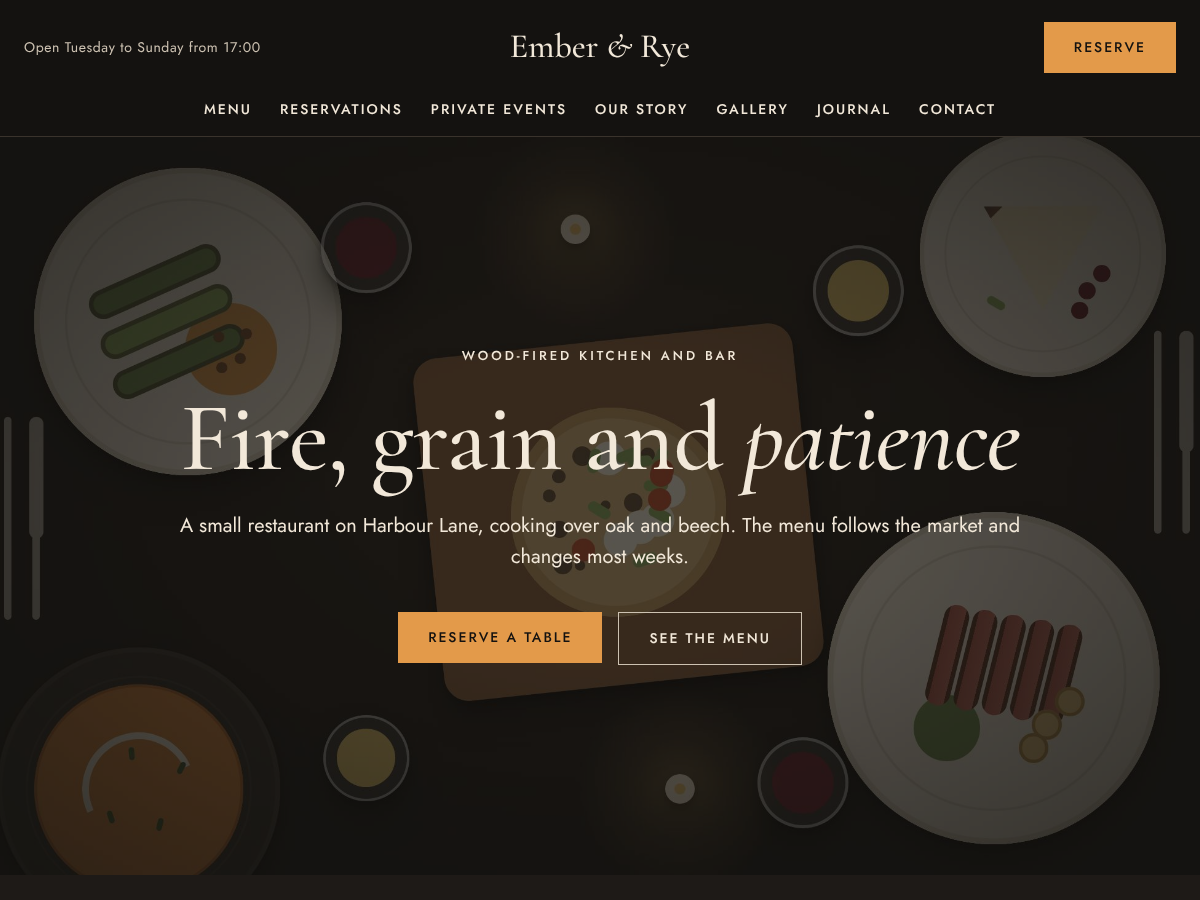 Open Tuesday to Sunday from 17:00
Ember & Rye
RESERVE
MENU RESERVATIONS PRIVATE EVENTS OUR STORY GALLERY JOURNAL CONTACT
WOOD-FIRED KITCHEN AND BAR
Fire, grain and patience
A small restaurant on Harbour Lane, cooking over oak and beech. The menu follows the market and
changes most weeks.
RESERVE A TABLE
SEE THE MENU